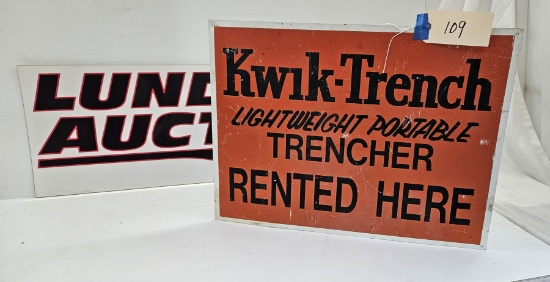 109
Kwik-Trench
LIGHTWEIGHT PORTABLE
TRENCHER
RENTED HERE
LUND
AUCT